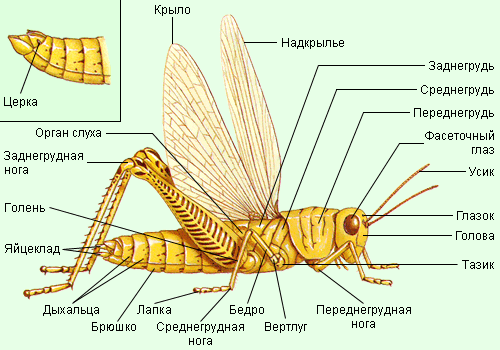 Крыло
Надкрылье
Церка
Заднегрудь
Среднегрудь
Переднегрудь
Орган слуха
Фасеточный
глаз
Заднегрудная
нога
Усик
Голень
Глазок
Голова
Яйцеклад
Тазик
Дыхальца
Лапка
Бедро
Переднегрудная
нога
Брюшко
Среднегрудная
нога
Вертлуг